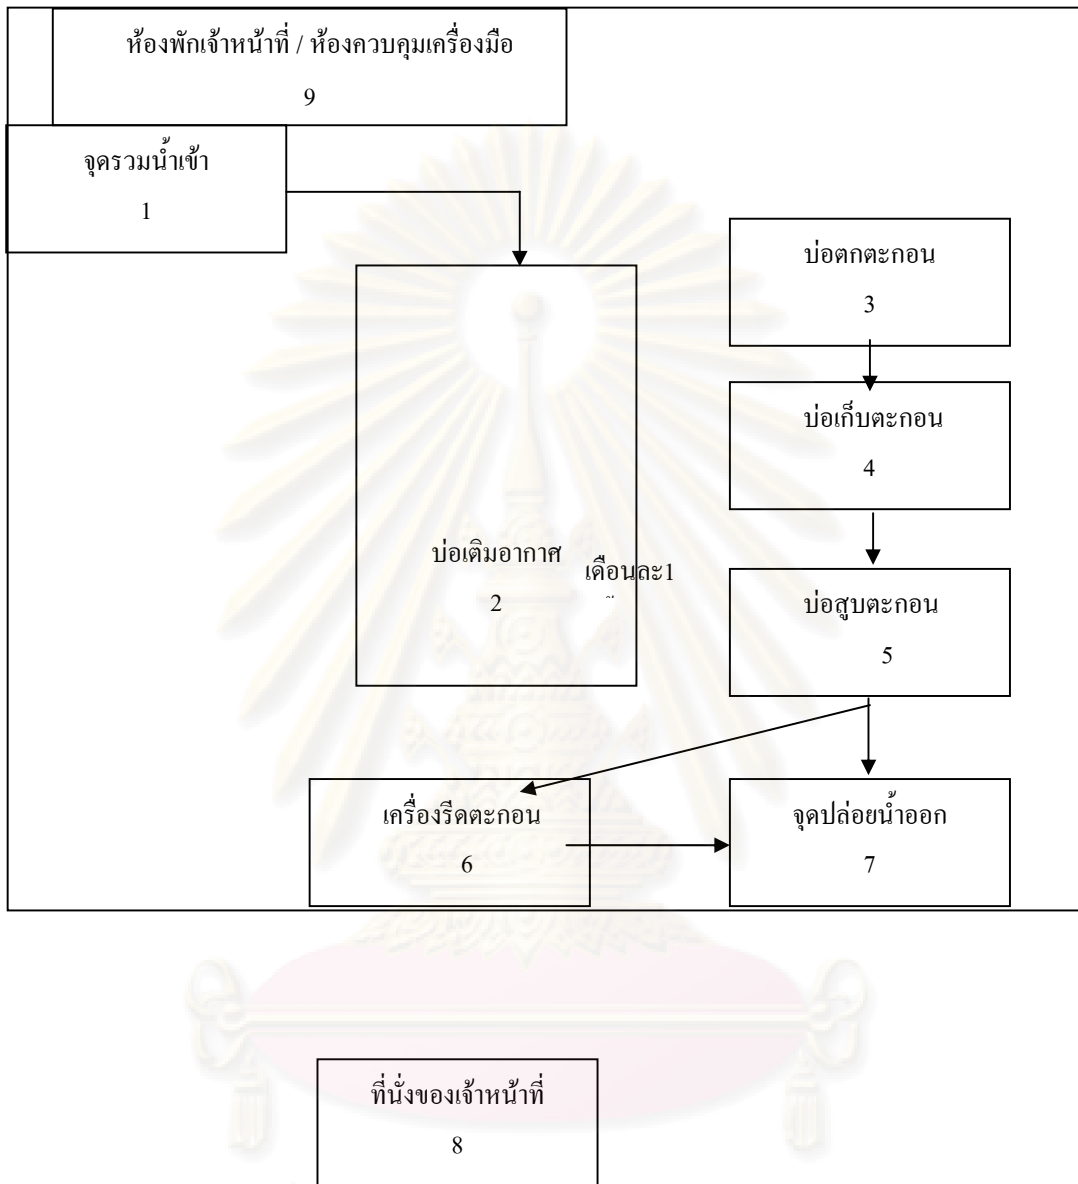 ห้องพักเจ้าหน้าที่ / ห้องควบคุมเครื่องมือ
9
จุดรวมน้ำเข้า
1
บ่อตกตะกอน
3
บ่อเก็บตะกอน
4
บ่อเติมอากาศ
2
เดือนละ1
บ่อสูบตะกอน
5
เครื่องรีดตะกอน
6
จุดปล่อยน้ำออก
7
ที่นั่งของเจ้าหน้าที่
8